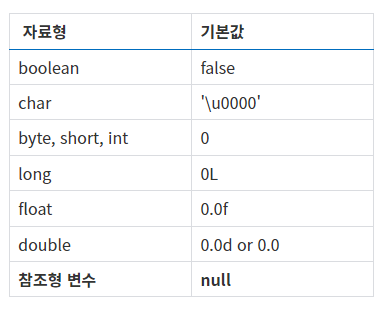 자료형 기본값
boolean false
char '\u0000'
byte, short, int 0
long 0L
float 0.0f
double 0.0d or 0.0
참조형 변수 null